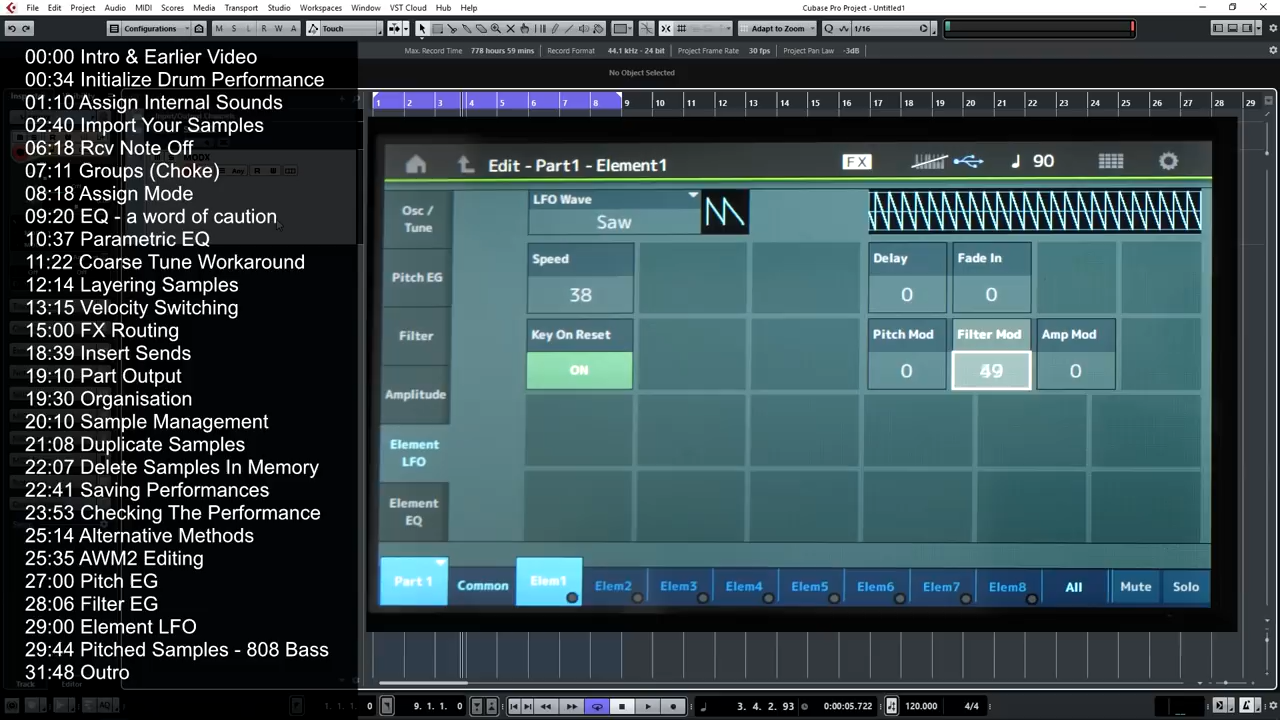 File Edit Project Audio MIDI Scores Media Transport Studio Workspaces Window VST Cloud Hub
Cubase Pro Project - Untitled1
Configurations M S L R W A Touch Adapt to Zoom 1/16
Max. Record Time 778 hours 59 mins Record Format 44.1 kHz - 24 bit Project Frame Rate 30 fps Project Pan Law -3dB
No Object Selected
1 2 3 4 5 6 7 8 9 10 11 12 13 14 15 16 17 18 19 20 21 22 23 24 25 26 27 28 29
00:00 Intro & Earlier Video
00:34 Initialize Drum Performance
01:10 Assign Internal Sounds
02:40 Import Your Samples
06:18 Rcv Note Off
07:11 Groups (Choke)
08:18 Assign Mode
09:20 EQ - a word of caution
10:37 Parametric EQ
11:22 Coarse Tune Workaround
12:14 Layering Samples
13:15 Velocity Switching
15:00 FX Routing
18:39 Insert Sends
19:10 Part Output
19:30 Organisation
20:10 Sample Management
21:08 Duplicate Samples
22:07 Delete Samples In Memory
22:41 Saving Performances
23:53 Checking The Performance
25:14 Alternative Methods
25:35 AWM2 Editing
27:00 Pitch EG
28:06 Filter EG
29:00 Element LFO
29:44 Pitched Samples - 808 Bass
31:48 Outro
Edit - Part1 - Element1 FX 90
Osc /
Tune
Pitch EG
Filter
Amplitude
Element
LFO
Element
EQ
LFO Wave
Saw
Speed
38
Key On Reset
ON
Delay Fade In
0 0
Pitch Mod Filter Mod Amp Mod
0 0
Part 1 Common Elem1 Elem2 Elem3 Elem4 Elem5 Elem6 Elem7 Elem8 All Mute Solo
Track Editor
1. 1. 1. 0 9. 1. 1. 0 3. 4. 2. 93 0:00:05.722 120.000 4/4